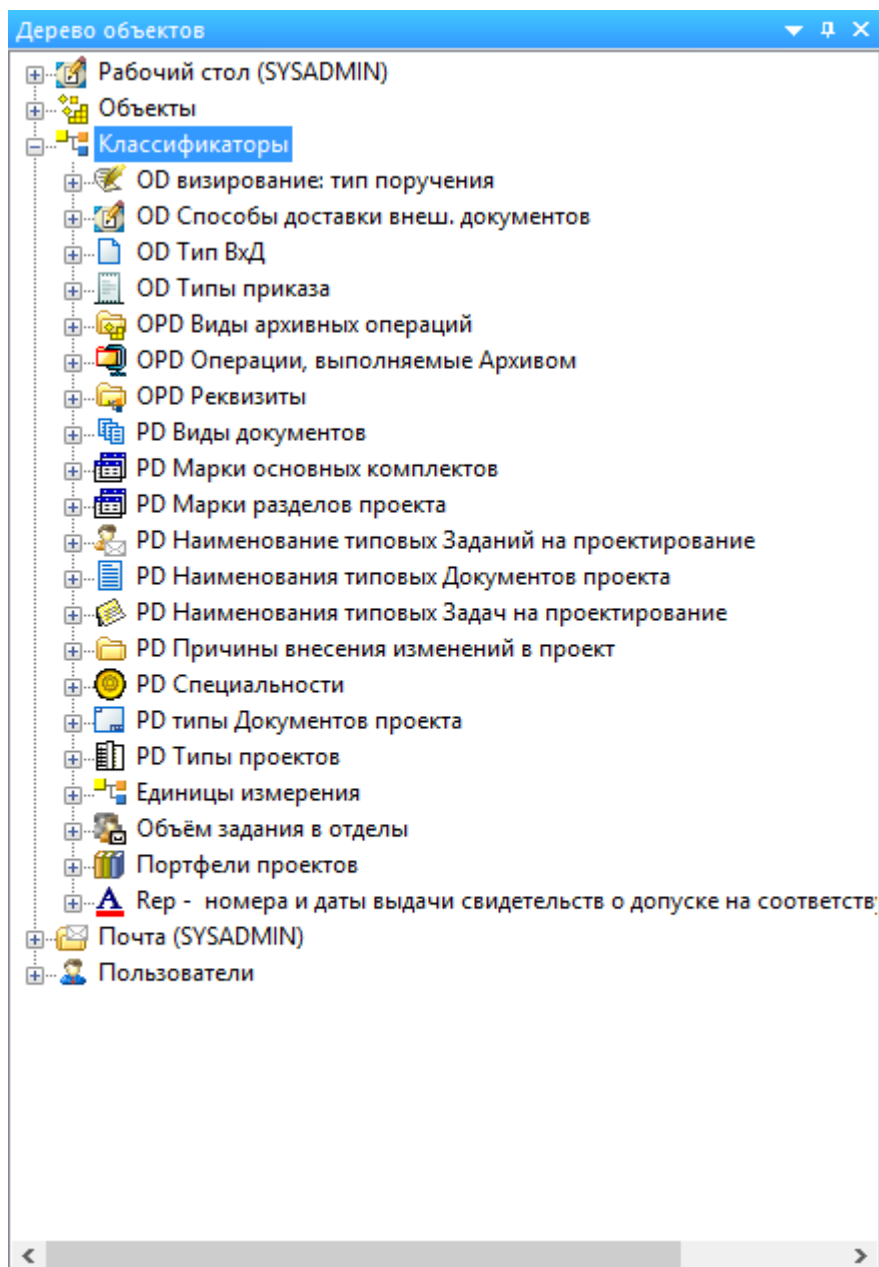 Дерево объектов
Рабочий стол (SYSADMIN)
Объекты
Классификаторы
OD визирование: тип поручения
OD Способы доставки внеш. документов
OD Тип ВхД
OD Типы приказа
OPD Виды архивных операций
OPD Операции, выполняемые Архивом
OPD Реквизиты
PD Виды документов
PD Марки основных комплектов
PD Марки разделов проекта
PD Наименование типовых Заданий на проектирование
PD Наименования типовых Документов проекта
PD Наименования типовых Задач на проектирование
PD Причины внесения изменений в проект
PD Специальности
PD типы Документов проекта
PD Типы проектов
Единицы измерения
Объём задания в отделы
Портфели проектов
Rep - номера и даты выдачи свидетельств о допуске на соответств
Почта (SYSADMIN)
Пользователи